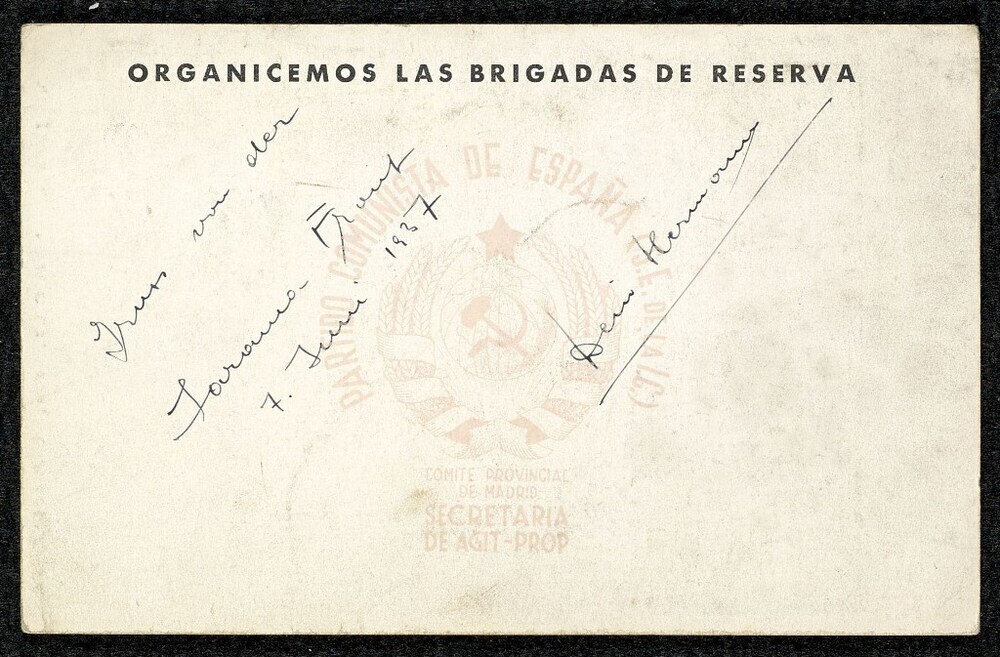 ORGANICEMOS LAS BRIGADAS DE RESERVA
Gruss von der
Jarama Front
7. Juni 1937
Dein Hermann
PARTIDO COMUNISTA DE ESPAÑA (S.E. DE LA I.C.)
COMITE PROVINCIAL
DE MADRID
SECRETARIA
DE AGIT-PROP